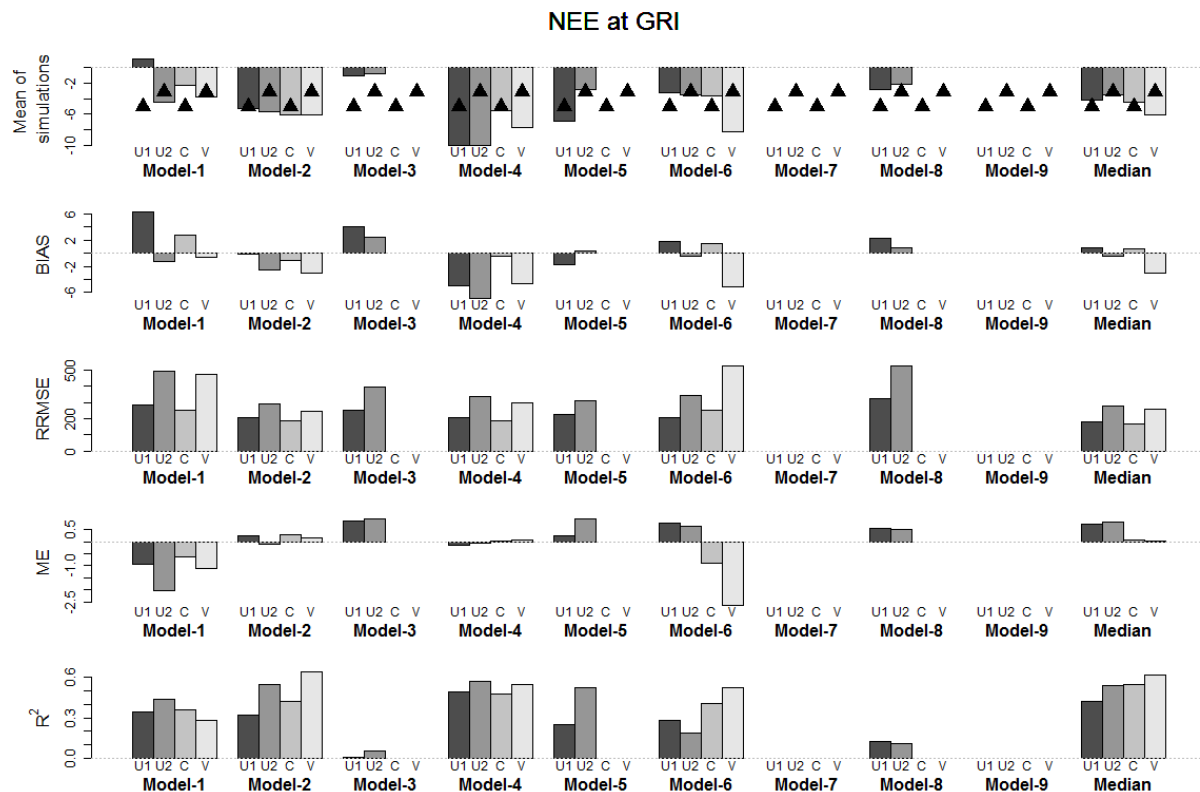 NEE at GRI
Mean of
simulations
-2
-6
-10
U1 U2 C V U1 U2 C V U1 U2 C V U1 U2 C V U1 U2 C V U1 U2 C V U1 U2 C V U1 U2 C V U1 U2 C V U1 U2 C V
Model-1 Model-2 Model-3 Model-4 Model-5 Model-6 Model-7 Model-8 Model-9 Median
BIAS
6
2
-2
-6
U1 U2 C V U1 U2 C V U1 U2 C V U1 U2 C V U1 U2 C V U1 U2 C V U1 U2 C V U1 U2 C V U1 U2 C V U1 U2 C V
Model-1 Model-2 Model-3 Model-4 Model-5 Model-6 Model-7 Model-8 Model-9 Median
RRMSE
500
200
0
U1 U2 C V U1 U2 C V U1 U2 C V U1 U2 C V U1 U2 C V U1 U2 C V U1 U2 C V U1 U2 C V U1 U2 C V U1 U2 C V
Model-1 Model-2 Model-3 Model-4 Model-5 Model-6 Model-7 Model-8 Model-9 Median
ME
0.5
-1.0
-2.5
U1 U2 C V U1 U2 C V U1 U2 C V U1 U2 C V U1 U2 C V U1 U2 C V U1 U2 C V U1 U2 C V U1 U2 C V U1 U2 C V
Model-1 Model-2 Model-3 Model-4 Model-5 Model-6 Model-7 Model-8 Model-9 Median
R²
0.6
0.3
0.0
U1 U2 C V U1 U2 C V U1 U2 C V U1 U2 C V U1 U2 C V U1 U2 C V U1 U2 C V U1 U2 C V U1 U2 C V U1 U2 C V
Model-1 Model-2 Model-3 Model-4 Model-5 Model-6 Model-7 Model-8 Model-9 Median